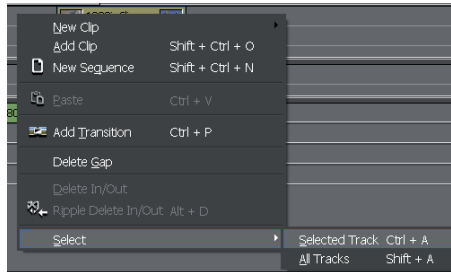 New Clip
Add Clip Shift + Ctrl + O
New Sequence Shift + Ctrl + N
Paste Ctrl + V
Add Transition Ctrl + P
Delete Gap
Delete In/Out
Ripple Delete In/Out Alt + D
Select
Selected Track Ctrl + A
All Tracks Shift + A